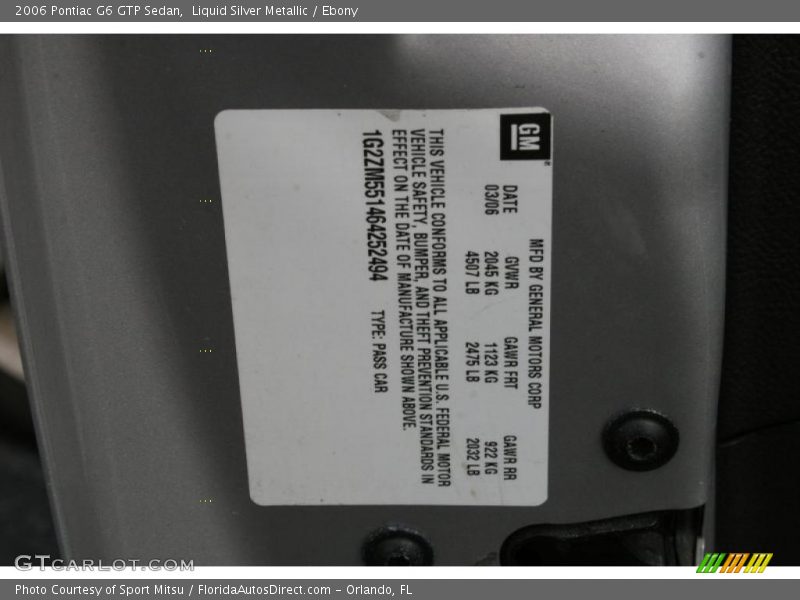 2006 Pontiac G6 GTP Sedan,  Liquid Silver Metallic / Ebony
GM
MFD BY GENERAL MOTORS CORP
DATE GVWR GAWR FRT GAWR RR
03/06 2045 KG 1123 KG 922 KG
4507 LB 2475 LB 2032 LB
THIS VEHICLE CONFORMS TO ALL APPLICABLE U.S. FEDERAL MOTOR
VEHICLE SAFETY, BUMPER, AND THEFT PREVENTION STANDARDS IN
EFFECT ON THE DATE OF MANUFACTURE SHOWN ABOVE.
1G2ZM551464252494 TYPE: PASS CAR
GTCARLOT.COM
Photo Courtesy of Sport Mitsu / FloridaAutosDirect.com – Orlando, FL